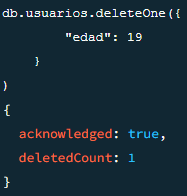 db.usuarios.deleteOne({
"edad": 19
}
)
{
acknowledged: true,
deletedCount: 1
}